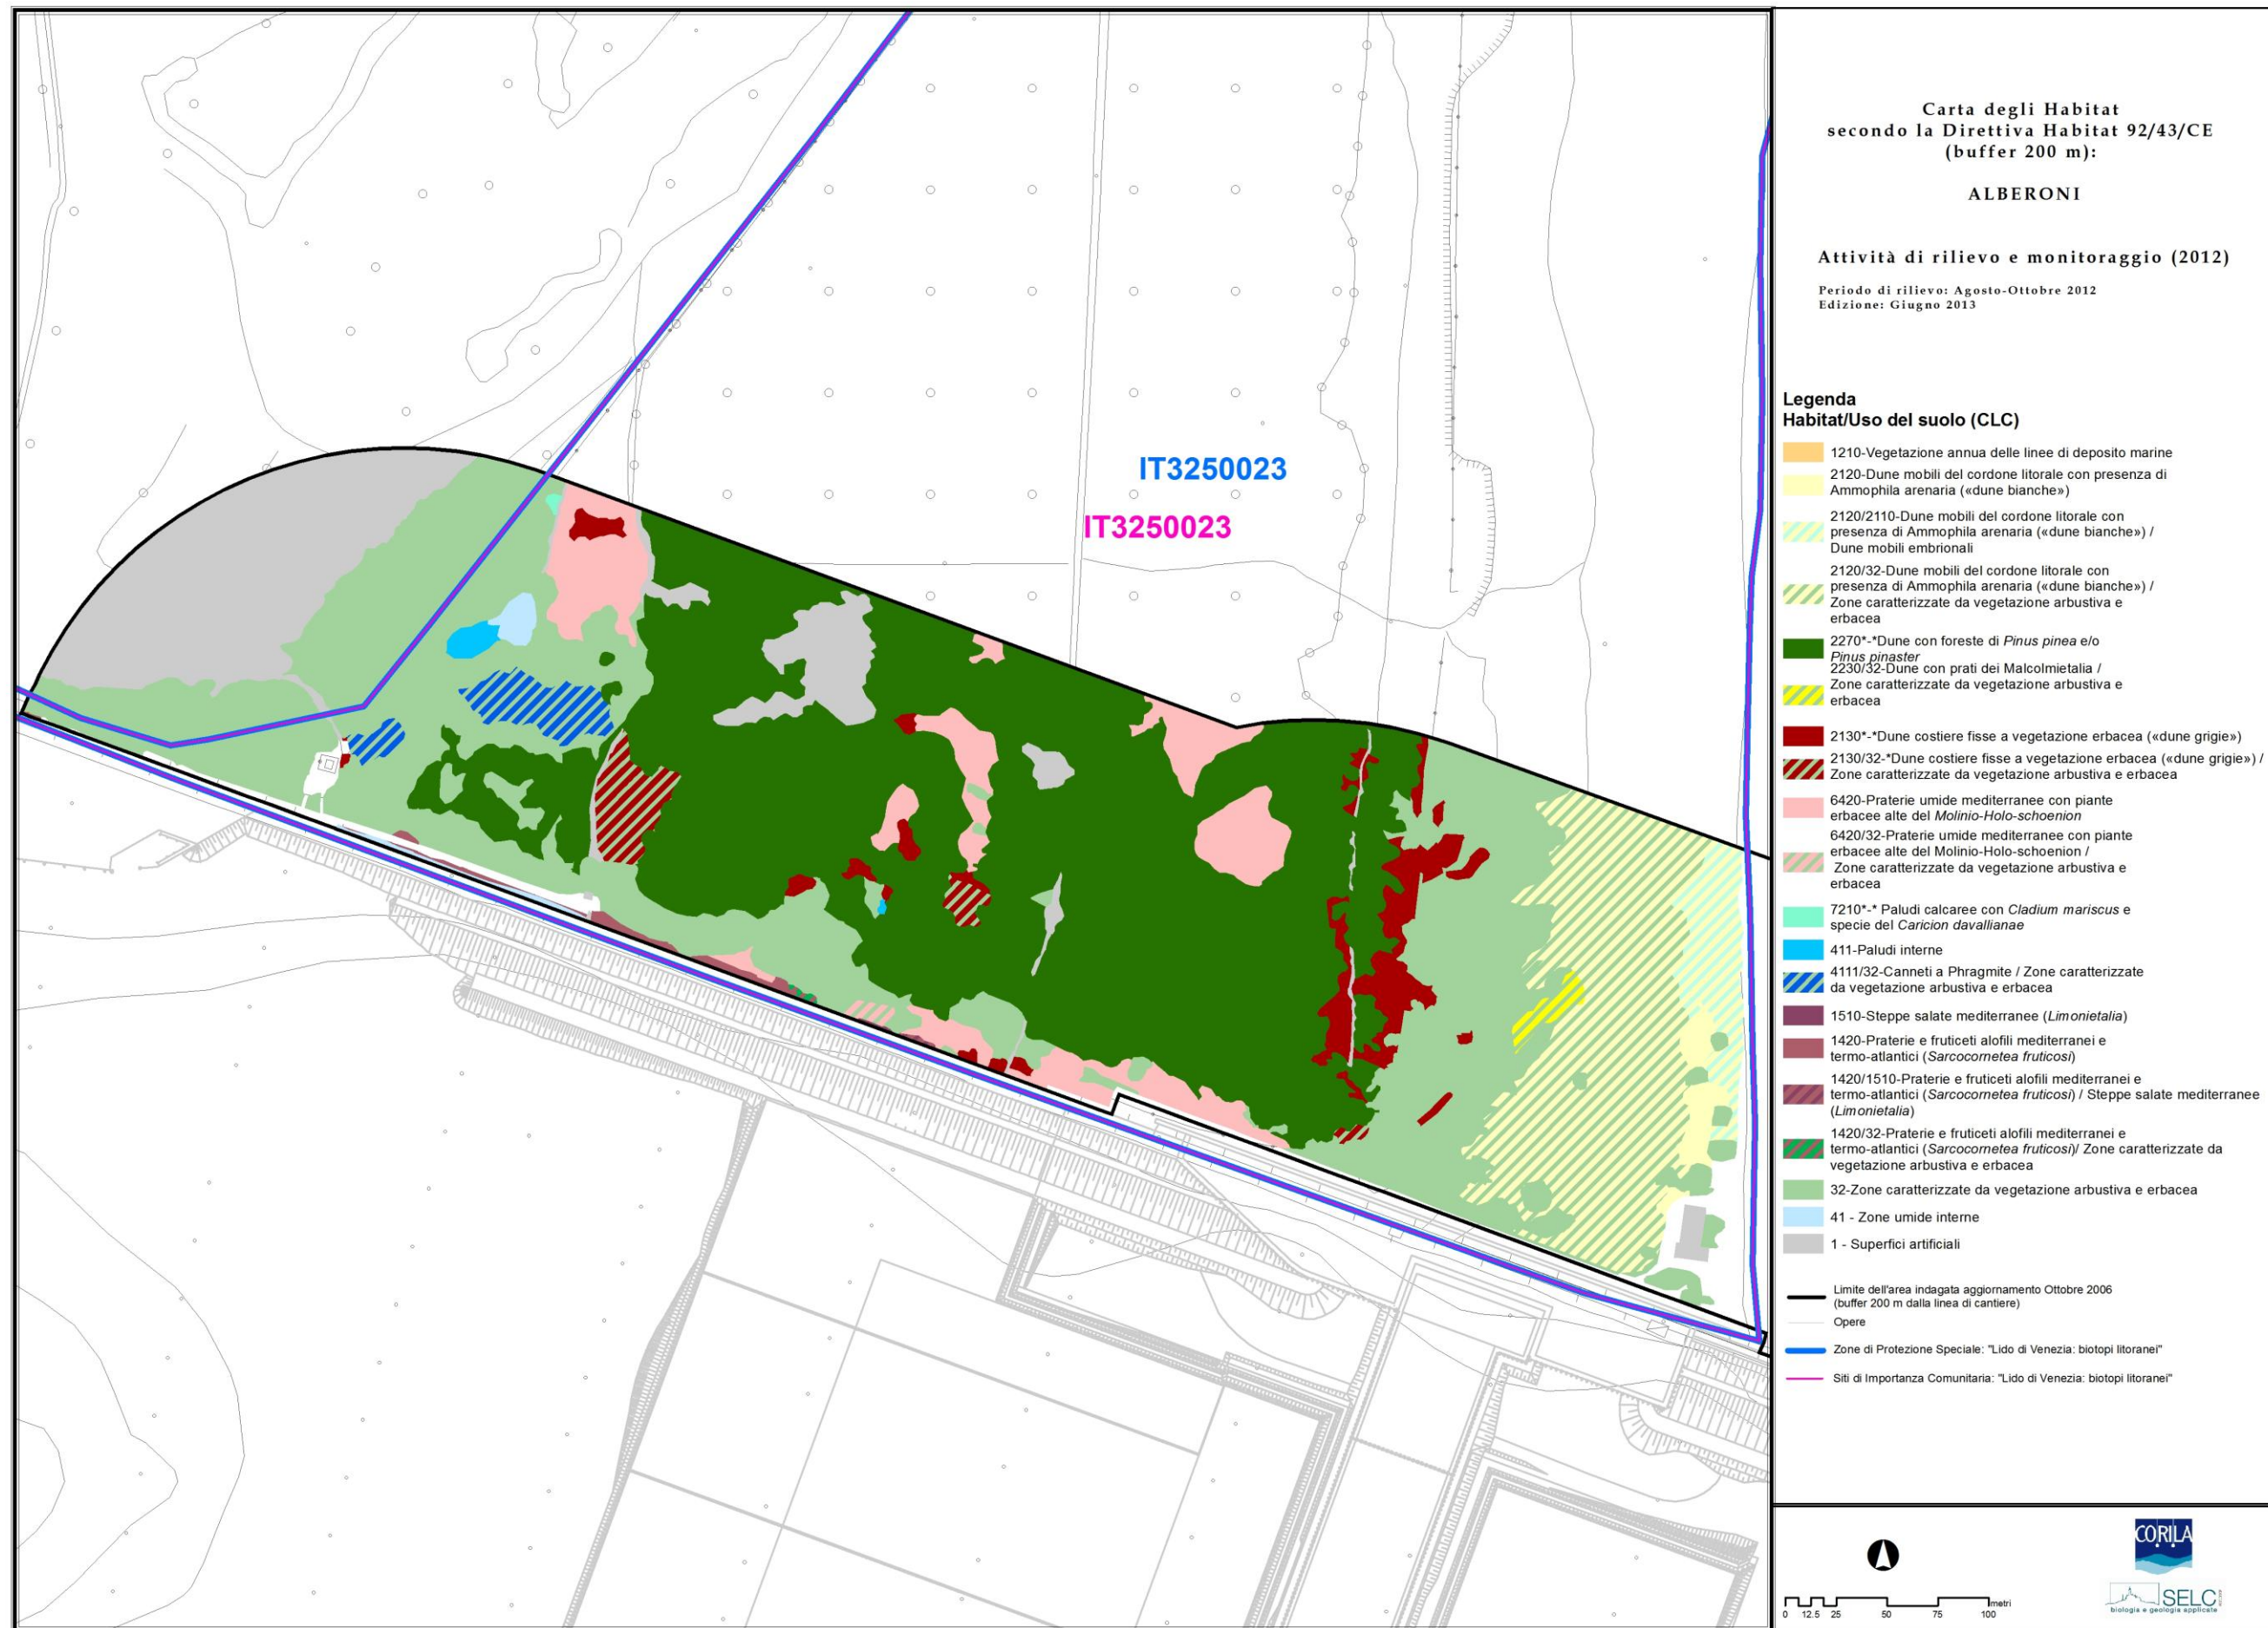 IT3250023
IT3250023
Carta degli Habitat
secondo la Direttiva Habitat 92/43/CE
(buffer 200 m):
ALBERONI
Attività di rilievo e monitoraggio (2012)
Periodo di rilievo: Agosto-Ottobre 2012
Edizione: Giugno 2013
Legenda
Habitat/Uso del suolo (CLC)
1210-Vegetazione annua delle linee di deposito marine
2120-Dune mobili del cordone litorale con presenza di
Ammophila arenaria («dune bianche»)
2120/2110-Dune mobili del cordone litorale con
presenza di Ammophila arenaria («dune bianche») /
Dune mobili embrionali
2120/32-Dune mobili del cordone litorale con
presenza di Ammophila arenaria («dune bianche») /
Zone caratterizzate da vegetazione arbustiva e
erbacea
2270*-*Dune con foreste di Pinus pinea e/o
Pinus pinaster
2230/32-Dune con prati dei Malcolmietalia /
Zone caratterizzate da vegetazione arbustiva e
erbacea
2130*-*Dune costiere fisse a vegetazione erbacea («dune grigie»)
2130/32-*Dune costiere fisse a vegetazione erbacea («dune grigie») /
Zone caratterizzate da vegetazione arbustiva e erbacea
6420-Praterie umide mediterranee con piante
erbacee alte del Molinio-Holo-schoenion
6420/32-Praterie umide mediterranee con piante
erbacee alte del Molinio-Holo-schoenion /
Zone caratterizzate da vegetazione arbustiva e
erbacea
7210*-* Paludi calcaree con Cladium mariscus e
specie del Caricion davallianae
411-Paludi interne
4111/32-Canneti a Phragmite / Zone caratterizzate
da vegetazione arbustiva e erbacea
1510-Steppe salate mediterranee (Limonietalia)
1420-Praterie e fruticeti alofili mediterranei e
termo-atlantici (Sarcocornetea fruticosi)
1420/1510-Praterie e fruticeti alofili mediterranei e
termo-atlantici (Sarcocornetea fruticosi) / Steppe salate mediterranee
(Limonietalia)
1420/32-Praterie e fruticeti alofili mediterranei e
termo-atlantici (Sarcocornetea fruticosi)/ Zone caratterizzate da
vegetazione arbustiva e erbacea
32-Zone caratterizzate da vegetazione arbustiva e erbacea
41 - Zone umide interne
1 - Superfici artificiali
Limite dell'area indagata aggiornamento Ottobre 2006
(buffer 200 m dalla linea di cantiere)
Opere
Zone di Protezione Speciale: "Lido di Venezia: biotopi litoranei"
Siti di Importanza Comunitaria: "Lido di Venezia: biotopi litoranei"
metri
0 12.5 25 50 75 100
CORILA
SELC
biologia e geologia applicate